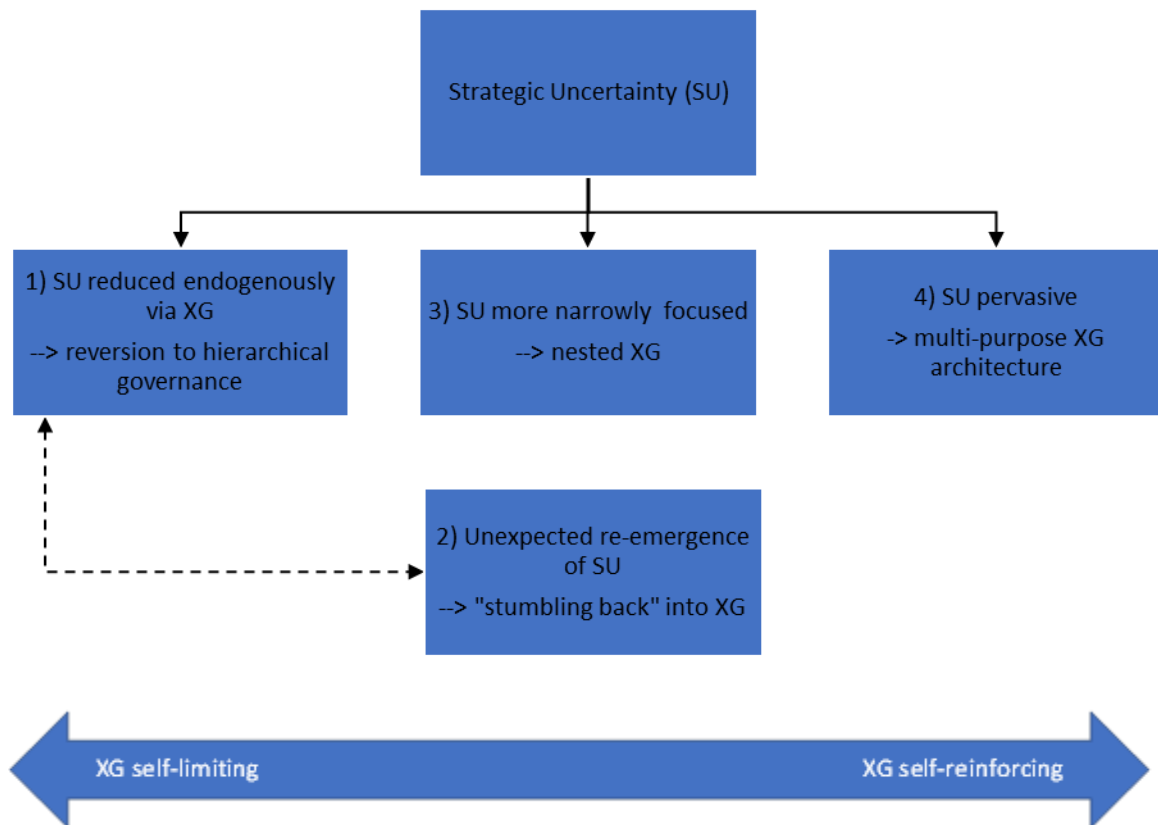 Strategic Uncertainty (SU)
1) SU reduced endogenously
via XG
--> reversion to hierarchical
governance
3) SU more narrowly focused
--> nested XG
4) SU pervasive
-> multi-purpose XG
architecture
2) Unexpected re-emergence
of SU
--> "stumbling back" into XG
XG self-limiting
XG self-reinforcing